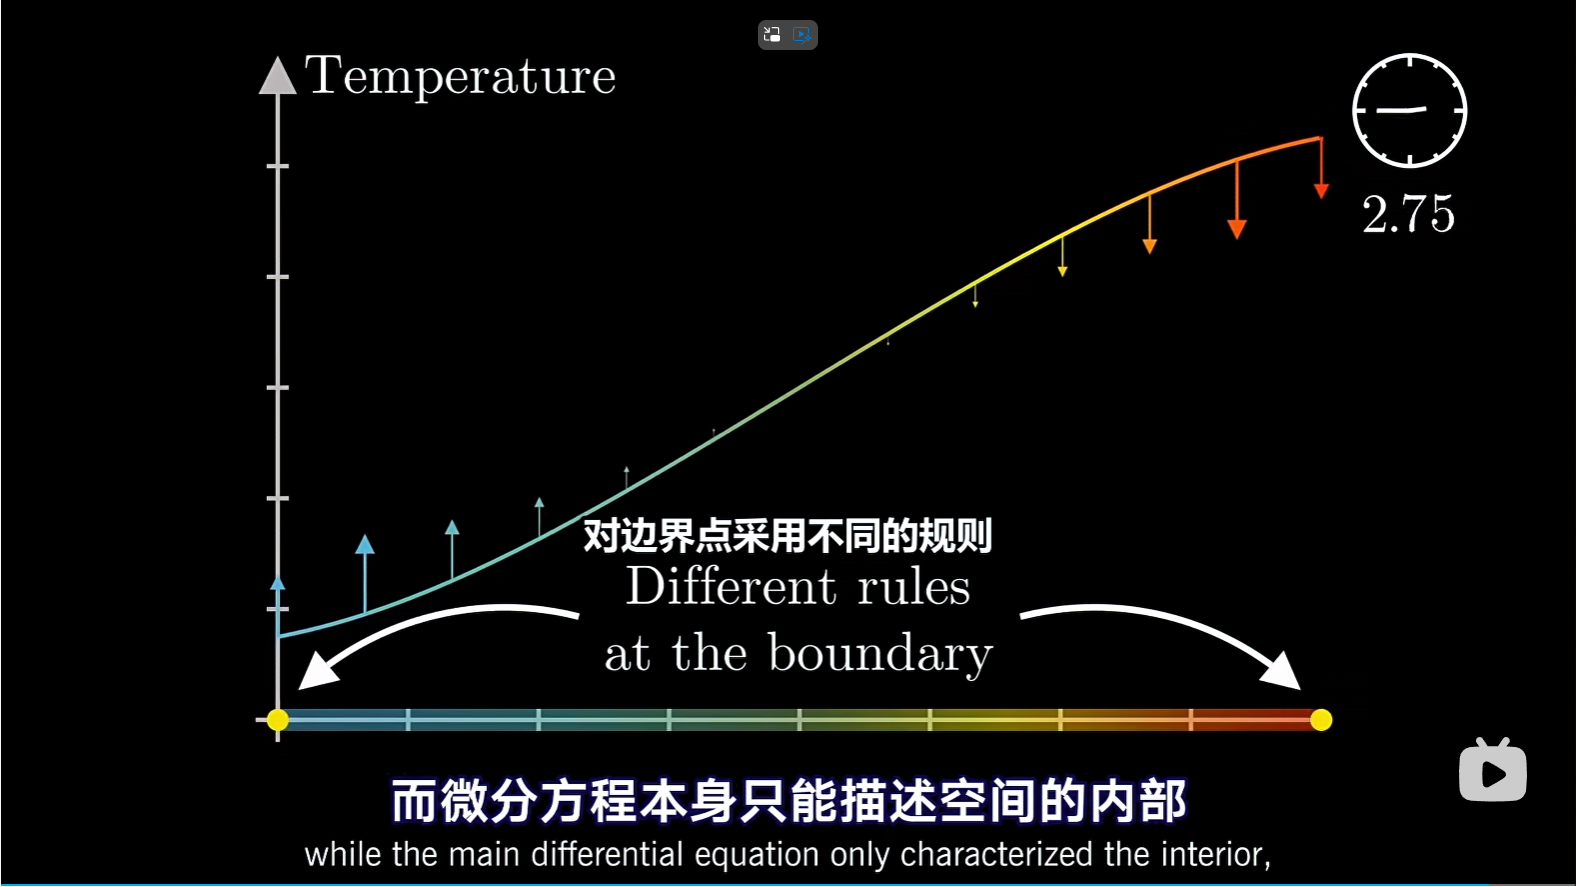 Temperature
2.75
对边界点采用不同的规则
Different rules
at the boundary
而微分方程本身只能描述空间的内部
while the main differential equation only characterized the interior,